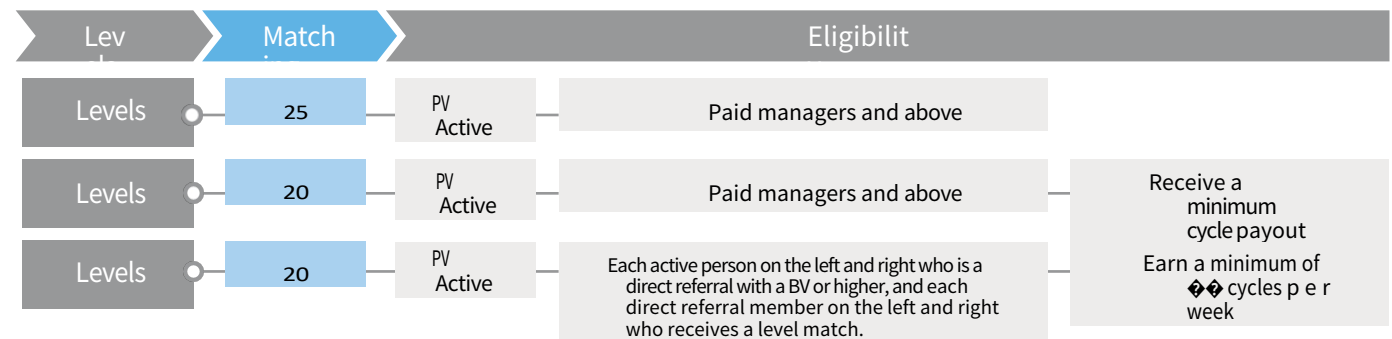 Lev
Match
Eligibilit
Levels
25
PV
Active
Paid managers and above
Levels
20
PV
Active
Paid managers and above
Receive a
minimum
cycle payout
Earn a minimum of
�� cycles p e r
week
Levels
20
PV
Active
Each active person on the left and right who is a
direct referral with a BV or higher, and each
direct referral member on the left and right
who receives a level match.